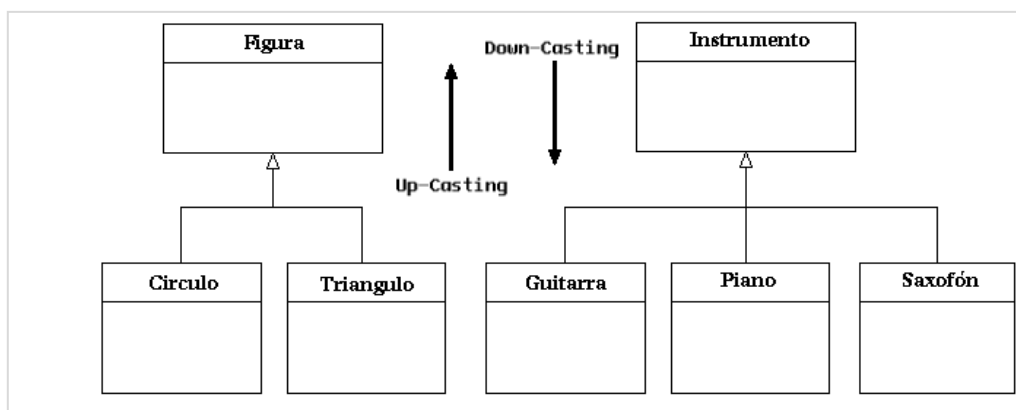 Figura
Down-Casting
Instrumento
Up-Casting
Circulo
Triangulo
Guitarra
Piano
Saxofón